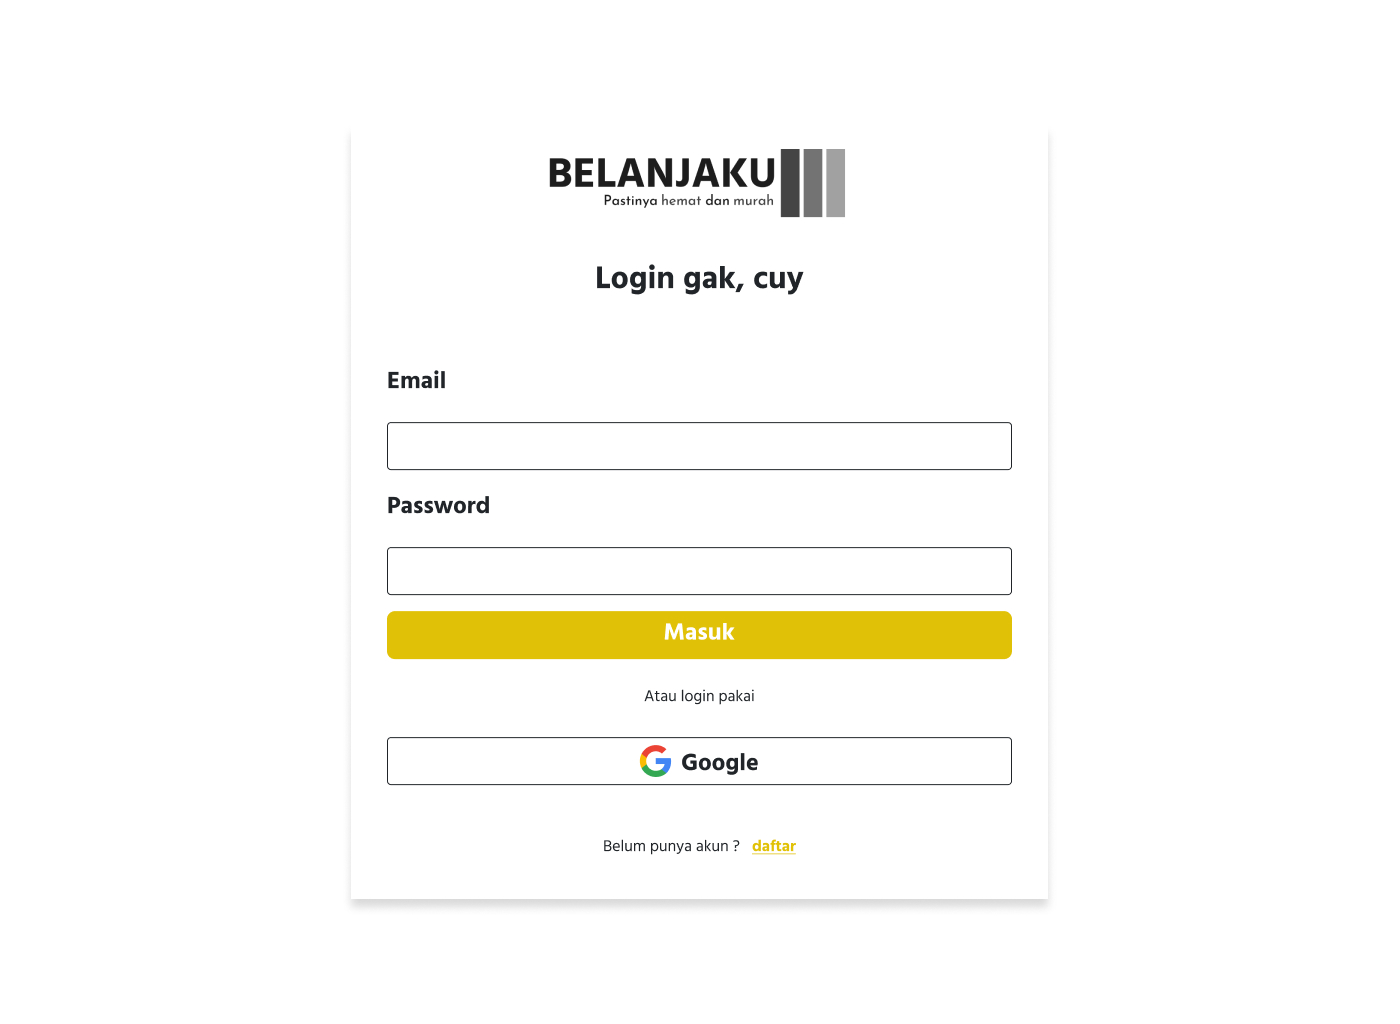 BELANJAKU
Pastinya hemat dan murah
Login gak, cuy
Email
Password
Masuk
Atau login pakai
Google
Belum punya akun ? daftar